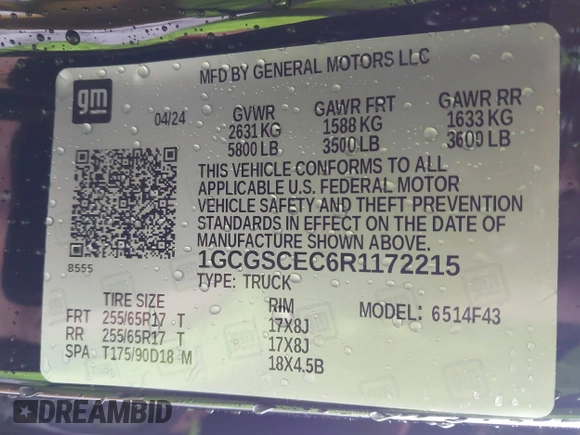 MFD BY GENERAL MOTORS LLC
gm
04/24
GVWR GAWR FRT GAWR RR
2631 KG 1588 KG 1633 KG
5800 LB 3500 LB 3600 LB
THIS VEHICLE CONFORMS TO ALL
APPLICABLE U.S. FEDERAL MOTOR
VEHICLE SAFETY AND THEFT PREVENTION
STANDARDS IN EFFECT ON THE DATE OF
MANUFACTURE SHOWN ABOVE.
8555
1GCGSCEC6R1172215
TYPE: TRUCK
TIRE SIZE RIM MODEL: 6514F43
FRT 255/65R17 T 17X8J
RR 255/65R17 T 17X8J
SPA T175/90D18 M 18X4.5B
DREAMBID